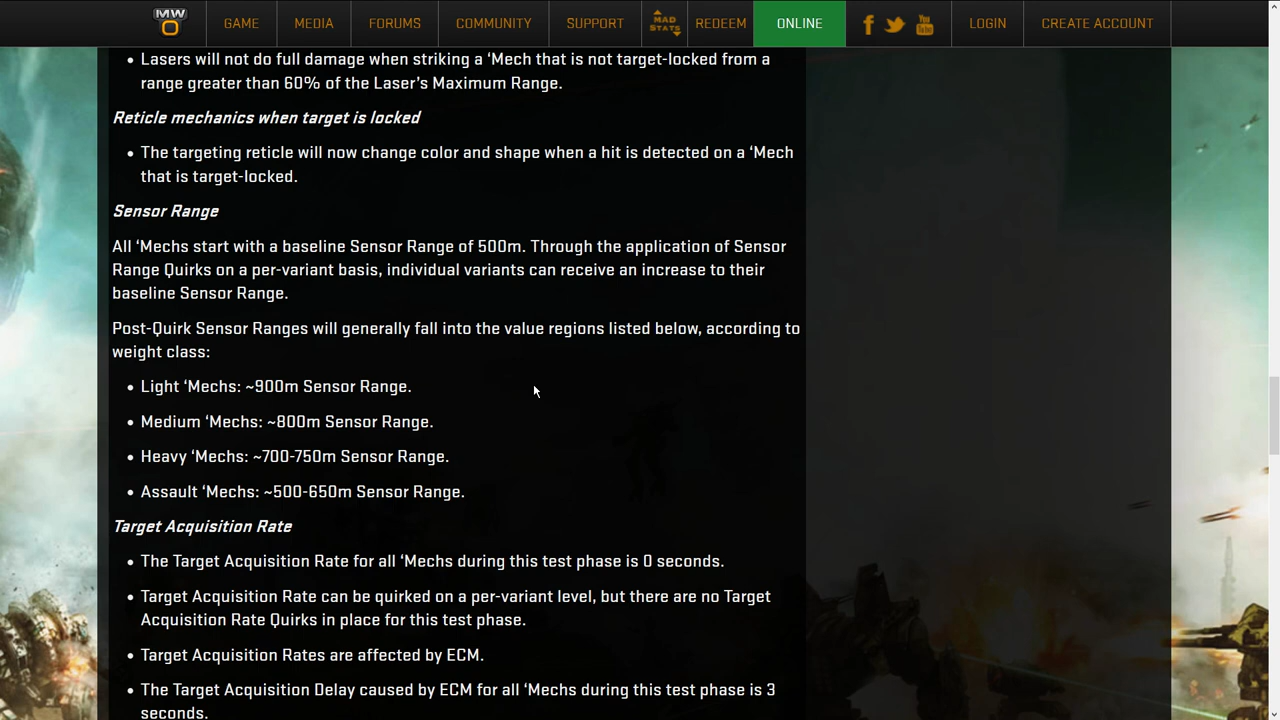 MW
O
GAME
MEDIA
FORUMS
COMMUNITY
SUPPORT
MAD
STATS
REDEEM
ONLINE
You
Tube
LOGIN
CREATE ACCOUNT
• Lasers will not do full damage when striking a ‘Mech that is not target-locked from a
range greater than 60% of the Laser’s Maximum Range.
Reticle mechanics when target is locked
• The targeting reticle will now change color and shape when a hit is detected on a ‘Mech
that is target-locked.
Sensor Range
All ‘Mechs start with a baseline Sensor Range of 500m. Through the application of Sensor
Range Quirks on a per-variant basis, individual variants can receive an increase to their
baseline Sensor Range.
Post-Quirk Sensor Ranges will generally fall into the value regions listed below, according to
weight class:
• Light ‘Mechs: ~900m Sensor Range.
• Medium ‘Mechs: ~800m Sensor Range.
• Heavy ‘Mechs: ~700-750m Sensor Range.
• Assault ‘Mechs: ~500-650m Sensor Range.
Target Acquisition Rate
• The Target Acquisition Rate for all ‘Mechs during this test phase is 0 seconds.
• Target Acquisition Rate can be quirked on a per-variant level, but there are no Target
Acquisition Rate Quirks in place for this test phase.
• Target Acquisition Rates are affected by ECM.
• The Target Acquisition Delay caused by ECM for all ‘Mechs during this test phase is 3
seconds.